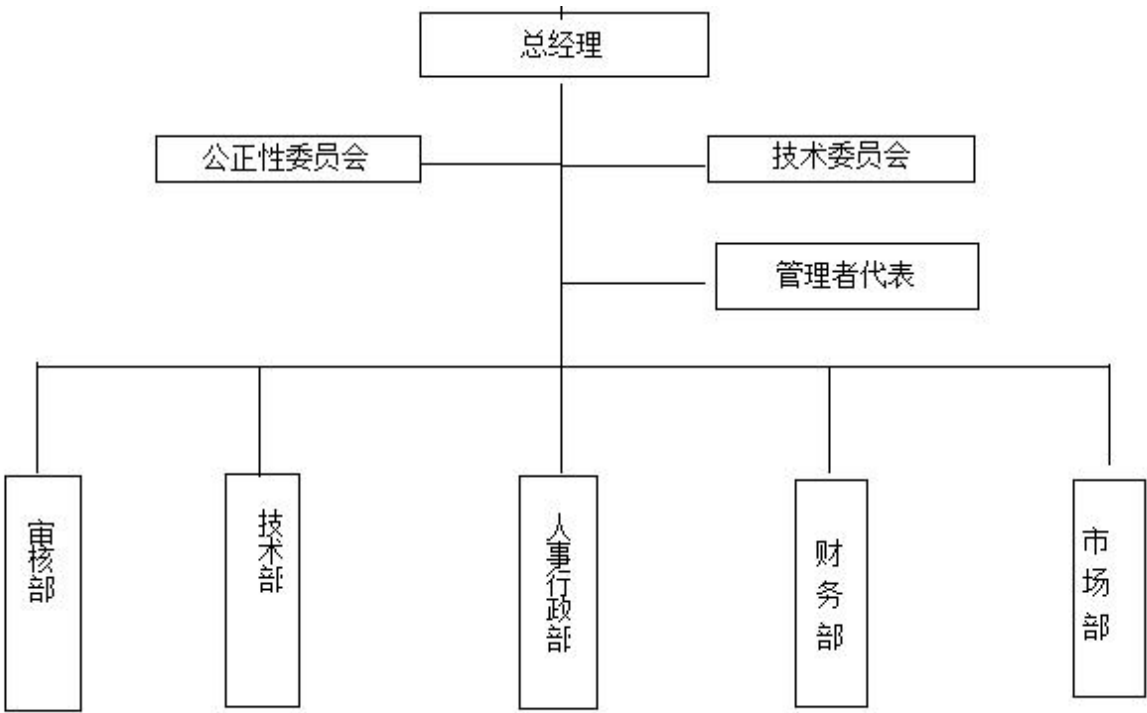 总经理
公正性委员会
技术委员会
管理者代表
审核部
技术部
人事行政部
财务部
市场部